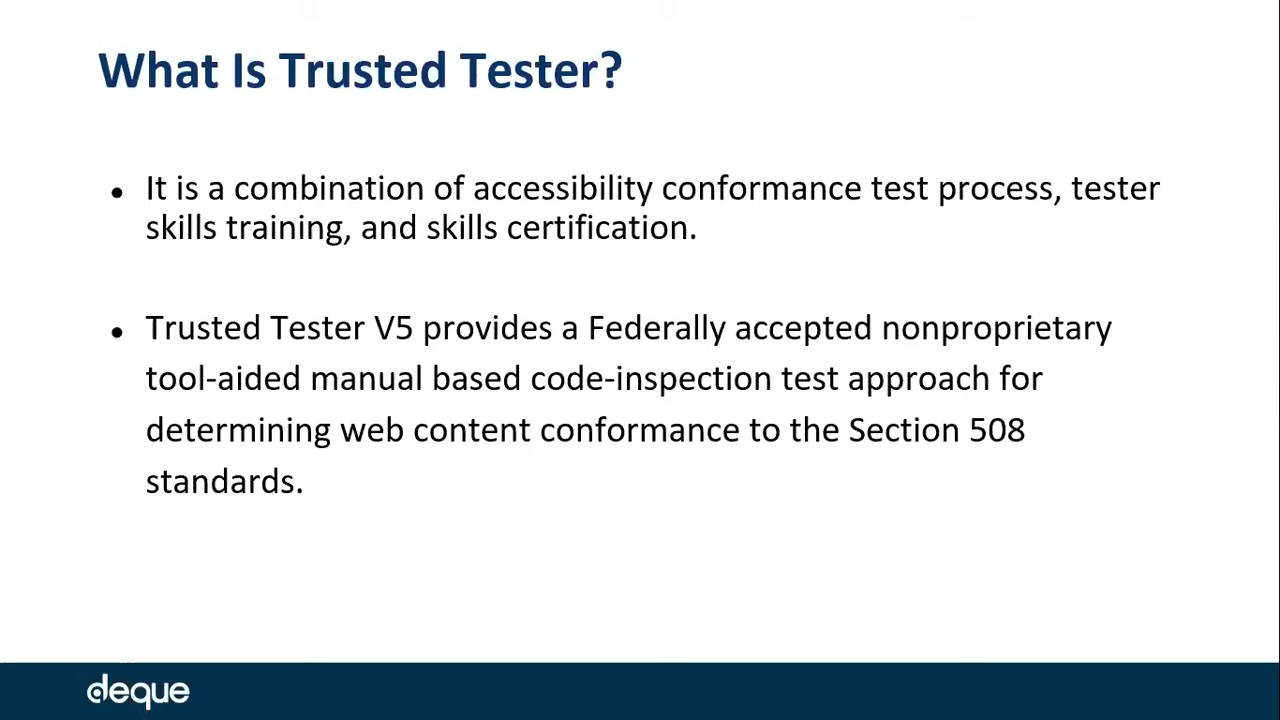 What Is Trusted Tester?
• It is a combination of accessibility conformance test process, tester
skills training, and skills certification.
• Trusted Tester V5 provides a Federally accepted nonproprietary
tool-aided manual based code-inspection test approach for
determining web content conformance to the Section 508
standards.
deque